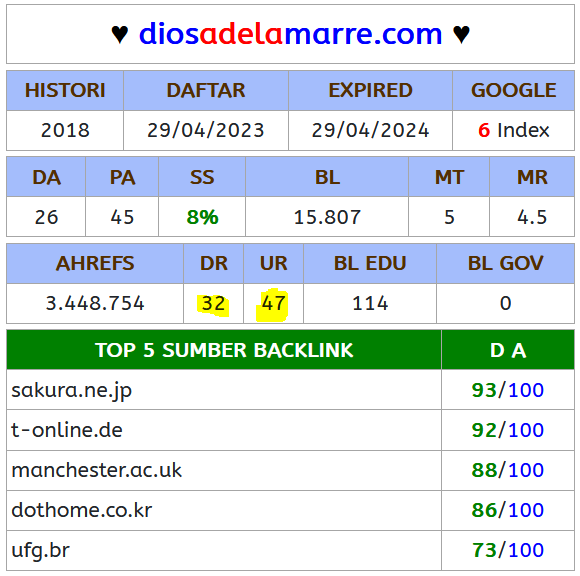 ♥ diosadelamarre.com ♥
HISTORI DAFTAR EXPIRED GOOGLE
2018 29/04/2023 29/04/2024 6 Index
DA PA SS BL MT MR
26 45 8% 15.807 5 4.5
AHREFS DR UR BL EDU BL GOV
3.448.754 32 47 114 0
TOP 5 SUMBER BACKLINK D A
sakura.ne.jp 93/100
t-online.de 92/100
manchester.ac.uk 88/100
dothome.co.kr 86/100
ufg.br 73/100